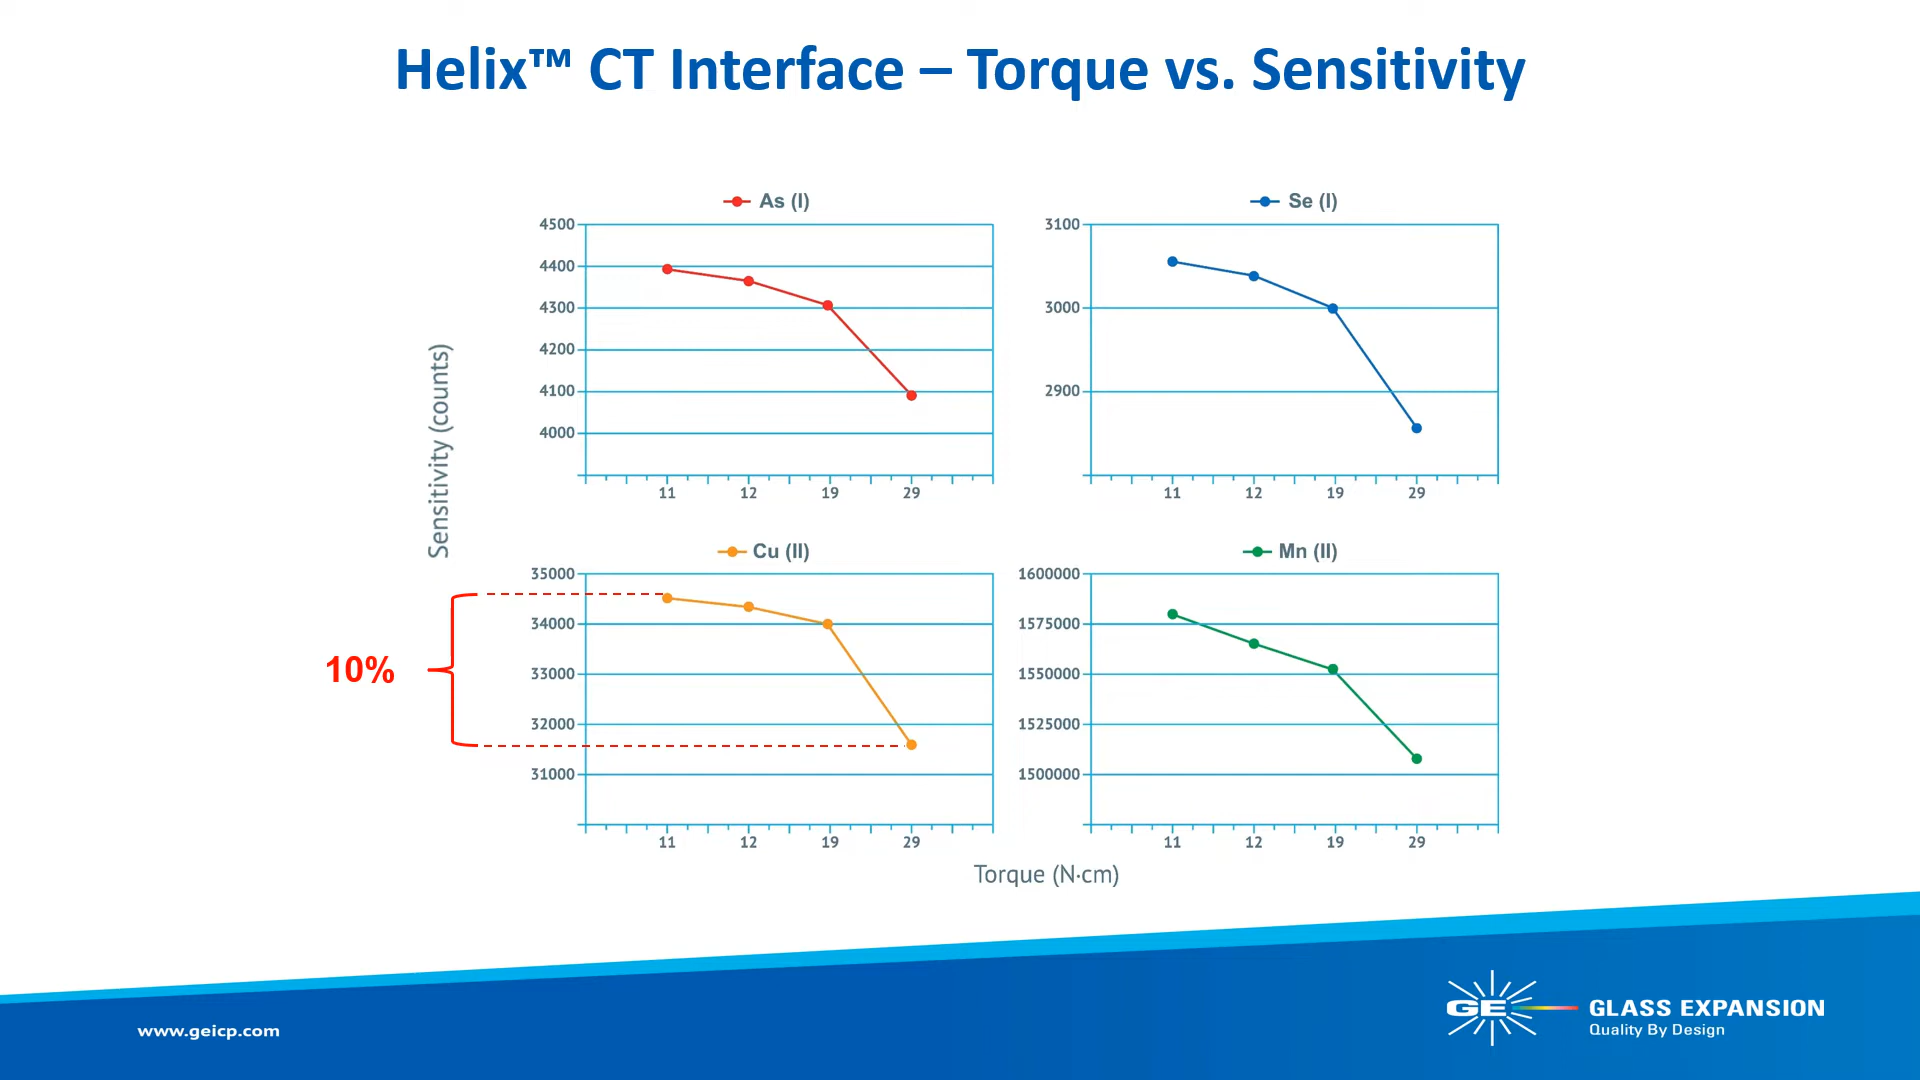 Helix™ CT Interface – Torque vs. Sensitivity
As (I)
4500
4400
4300
4200
4100
4000
11 12 19 29
Se (I)
3100
3000
2900
11 12 19 29
Sensitivity (counts)
Cu (II)
35000
34000
33000
32000
31000
11 12 19 29
10%
Mn (II)
1600000
1575000
1550000
1525000
1500000
11 12 19 29
Torque (N·cm)
www.geicp.com
GE
GLASS EXPANSION
Quality By Design